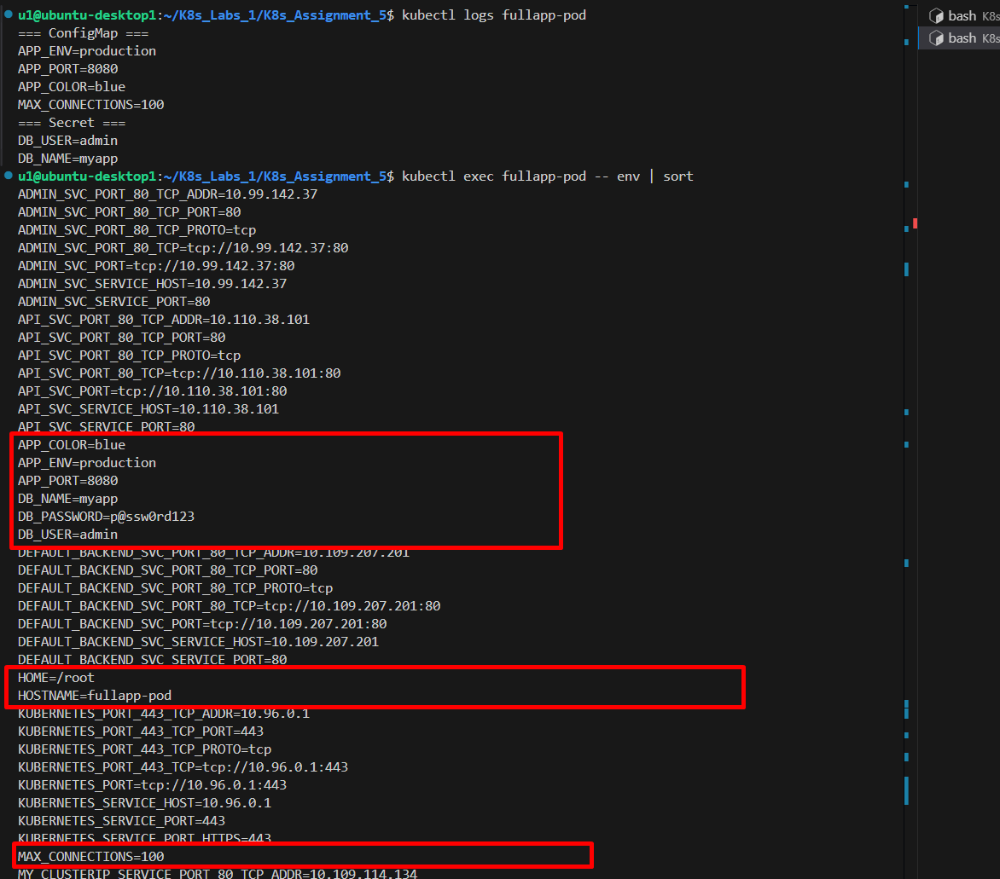 u1@ubuntu-desktop1:~/K8s_Labs_1/K8s_Assignment_5$ kubectl logs fullapp-pod
=== ConfigMap ===
APP_ENV=production
APP_PORT=8080
APP_COLOR=blue
MAX_CONNECTIONS=100
=== Secret ===
DB_USER=admin
DB_NAME=myapp
u1@ubuntu-desktop1:~/K8s_Labs_1/K8s_Assignment_5$ kubectl exec fullapp-pod -- env | sort
ADMIN_SVC_PORT_80_TCP_ADDR=10.99.142.37
ADMIN_SVC_PORT_80_TCP_PORT=80
ADMIN_SVC_PORT_80_TCP_PROTO=tcp
ADMIN_SVC_PORT_80_TCP=tcp://10.99.142.37:80
ADMIN_SVC_PORT=tcp://10.99.142.37:80
ADMIN_SVC_SERVICE_HOST=10.99.142.37
ADMIN_SVC_SERVICE_PORT=80
API_SVC_PORT_80_TCP_ADDR=10.110.38.101
API_SVC_PORT_80_TCP_PORT=80
API_SVC_PORT_80_TCP_PROTO=tcp
API_SVC_PORT_80_TCP=tcp://10.110.38.101:80
API_SVC_PORT=tcp://10.110.38.101:80
API_SVC_SERVICE_HOST=10.110.38.101
API_SVC_SERVICE_PORT=80
APP_COLOR=blue
APP_ENV=production
APP_PORT=8080
DB_NAME=myapp
DB_PASSWORD=p@ssw0rd123
DB_USER=admin
DEFAULT_BACKEND_SVC_PORT_80_TCP_ADDR=10.109.207.201
DEFAULT_BACKEND_SVC_PORT_80_TCP_PORT=80
DEFAULT_BACKEND_SVC_PORT_80_TCP_PROTO=tcp
DEFAULT_BACKEND_SVC_PORT_80_TCP=tcp://10.109.207.201:80
DEFAULT_BACKEND_SVC_PORT=tcp://10.109.207.201:80
DEFAULT_BACKEND_SVC_SERVICE_HOST=10.109.207.201
DEFAULT_BACKEND_SVC_SERVICE_PORT=80
HOME=/root
HOSTNAME=fullapp-pod
KUBERNETES_PORT_443_TCP_ADDR=10.96.0.1
KUBERNETES_PORT_443_TCP_PORT=443
KUBERNETES_PORT_443_TCP_PROTO=tcp
KUBERNETES_PORT_443_TCP=tcp://10.96.0.1:443
KUBERNETES_PORT=tcp://10.96.0.1:443
KUBERNETES_SERVICE_HOST=10.96.0.1
KUBERNETES_SERVICE_PORT=443
KUBERNETES_SERVICE_PORT_HTTPS=443
MAX_CONNECTIONS=100
MY_CLUSTERIP_SERVICE_PORT_80_TCP_ADDR=10.109.114.134
bash K8s
bash K8s